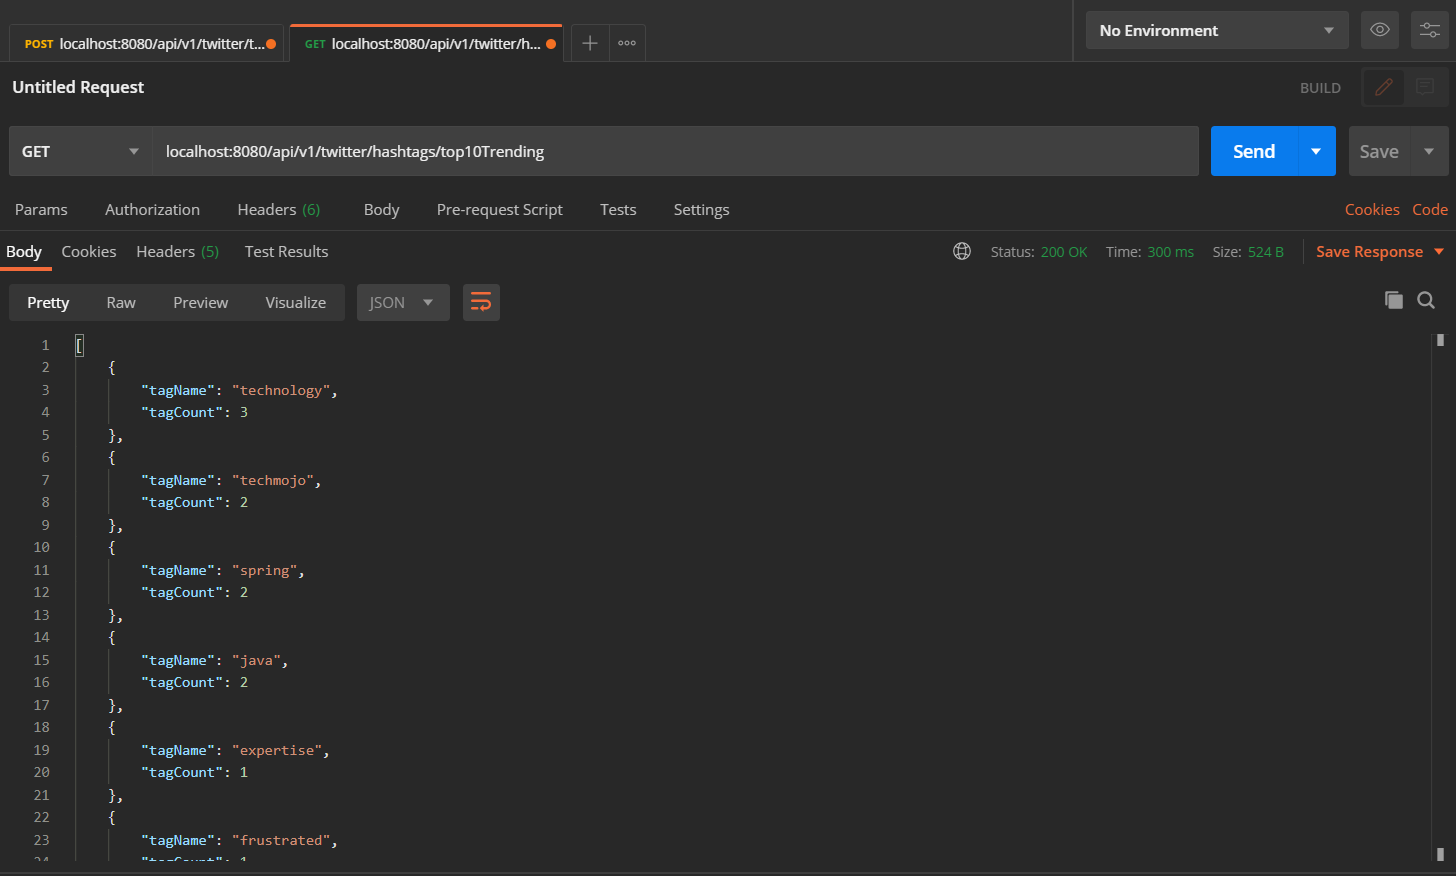 POST localhost:8080/api/v1/twitter/t...
GET localhost:8080/api/v1/twitter/h...
No Environment
Untitled Request
BUILD
GET
localhost:8080/api/v1/twitter/hashtags/top10Trending
Send
Save
Params Authorization Headers (6) Body Pre-request Script Tests Settings Cookies Code
Body Cookies Headers (5) Test Results Status: 200 OK Time: 300 ms Size: 524 B Save Response
Pretty Raw Preview Visualize JSON
1 [
2 {
3 "tagName": "technology",
4 "tagCount": 3
5 },
6 {
7 "tagName": "techmojo",
8 "tagCount": 2
9 },
10 {
11 "tagName": "spring",
12 "tagCount": 2
13 },
14 {
15 "tagName": "java",
16 "tagCount": 2
17 },
18 {
19 "tagName": "expertise",
20 "tagCount": 1
21 },
22 {
23 "tagName": "frustrated",
24 "tagCount": 1